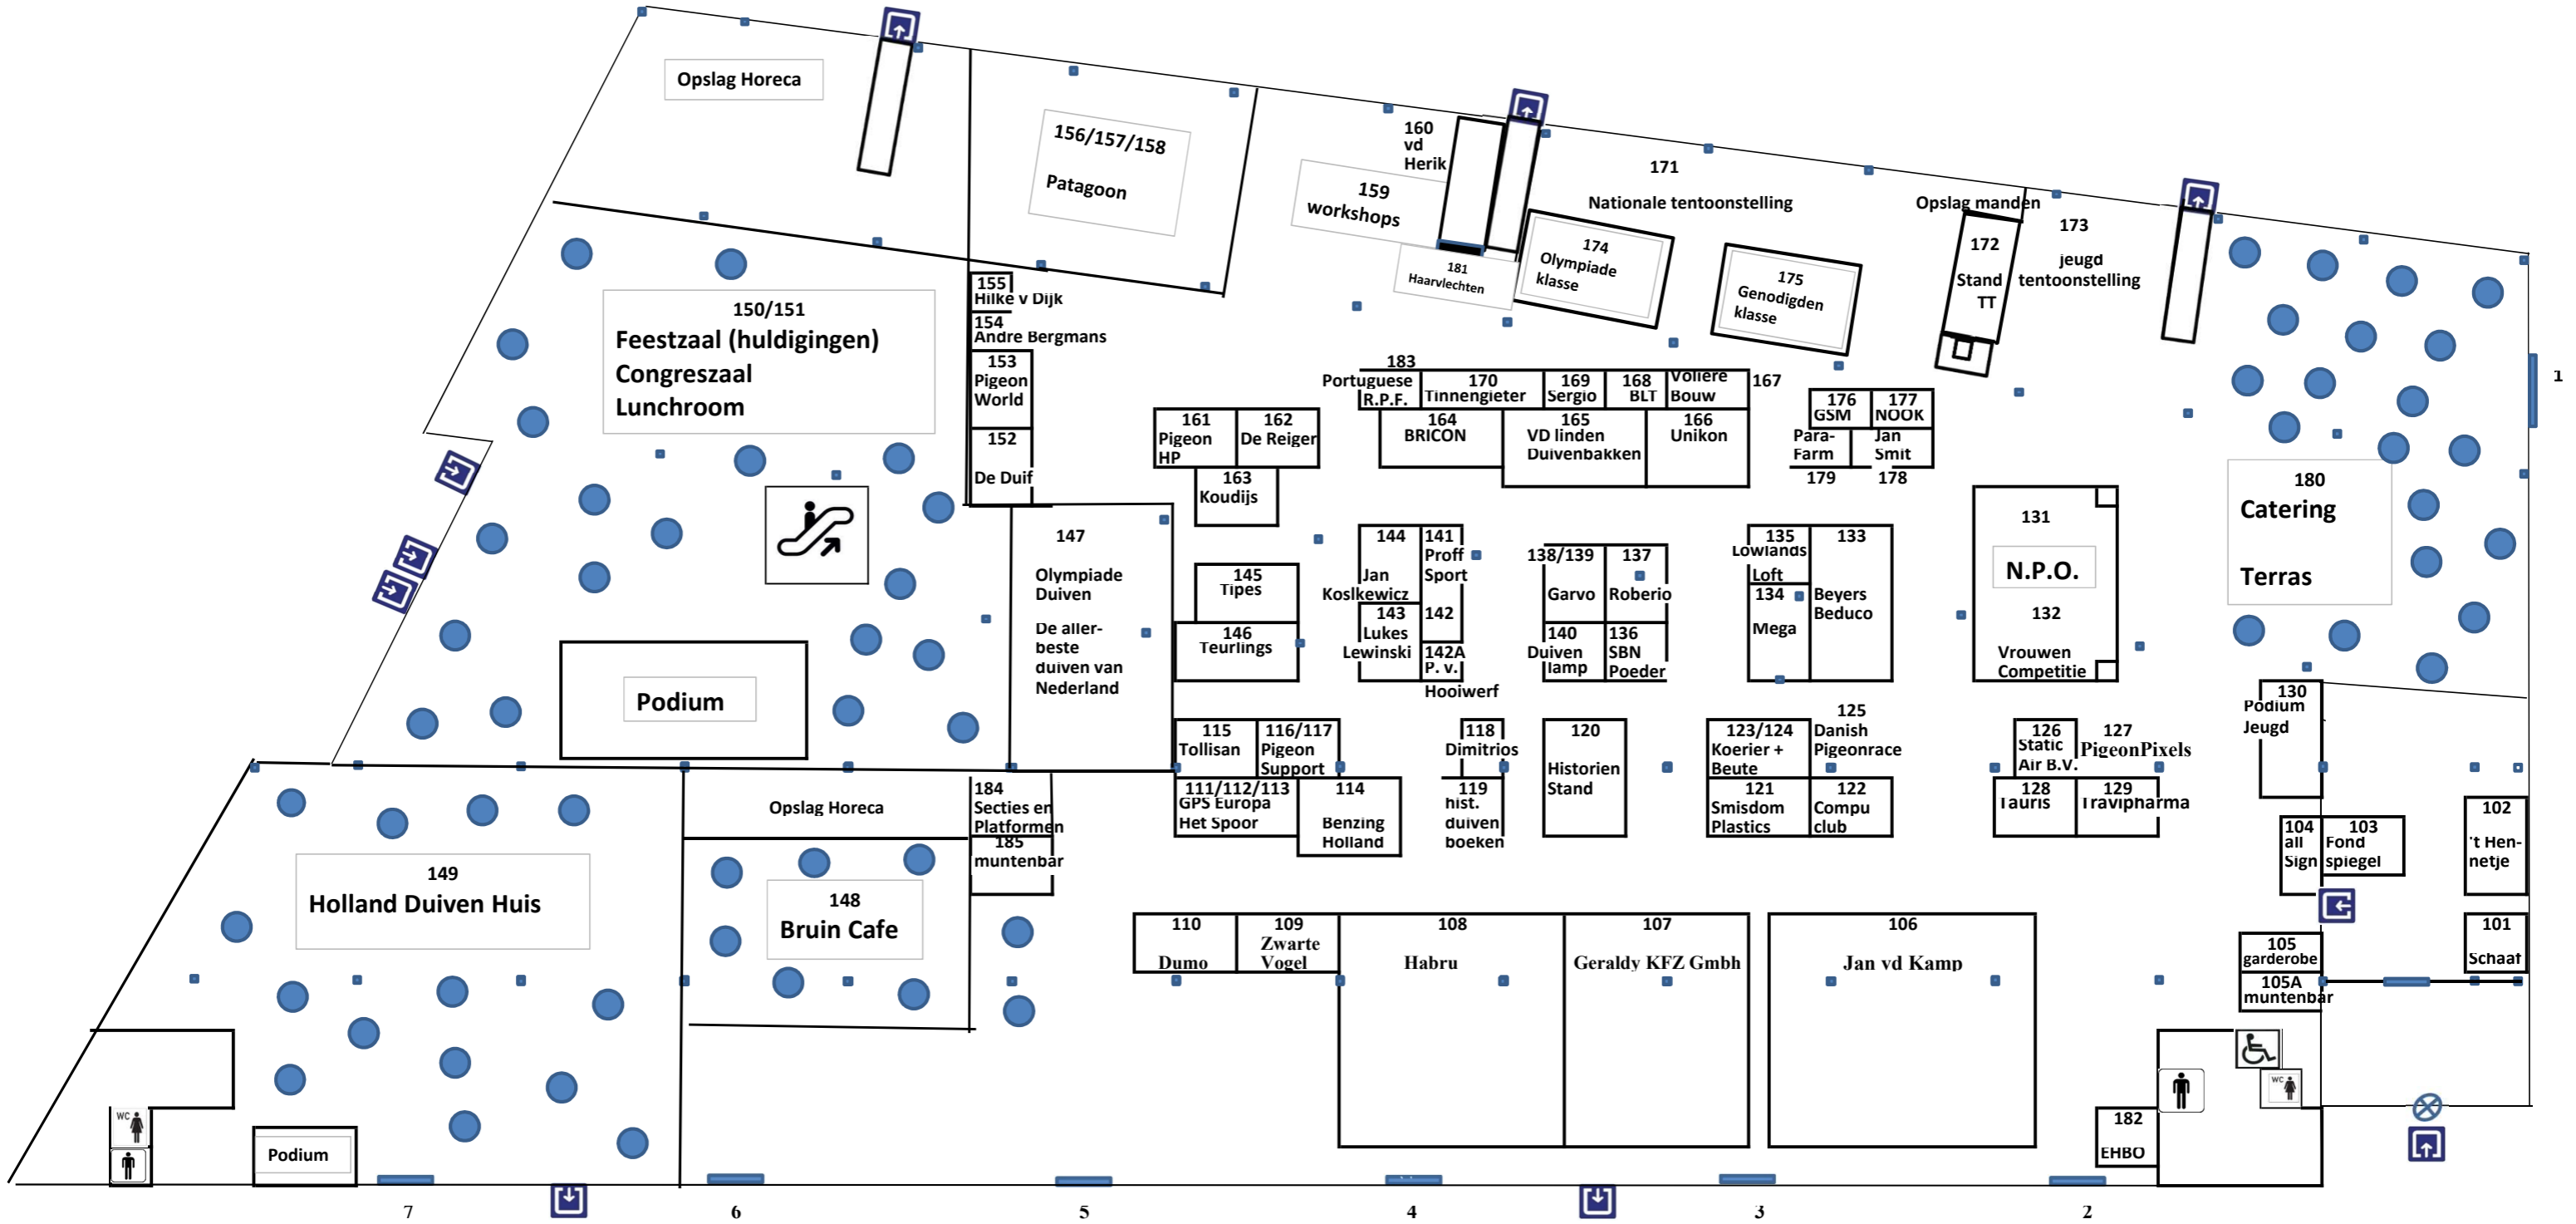 Opslag Horeca
156/157/158
Patagoon
160
vd
Herik
159
workshops
181
Haarvlechten
171
Nationale tentoonstelling
174
Olympiade
klasse
175
Genodigden
klasse
Opslag manden
172
Stand
TT
173
jeugd
tentoonstelling
150/151
Feestzaal (huldigingen)
Congreszaal
Lunchroom
155
Hilke v Dijk
154
Andre Bergmans
153
Pigeon
World
152
De Duif
161
Pigeon
HP
162
De Reiger
163
Koudijs
183
Portuguese
R.P.F.
170
Tinnengieter
169
Sergio
168
BLT
Voliere
Bouw
167
164
BRICON
165
VD linden
Duivenbakken
166
Unikon
176
GSM
177
NOOK
Para-
Farm
179
Jan
Smit
178
1
180
Catering
Terras
147
Olympiade
Duiven
De aller-
beste
duiven van
Nederland
145
Tipes
146
Teurlings
144
Jan
Koslkewicz
143
Lukes
Lewinski
141
Proff
Sport
142
142A
P. v.
Hooiwerf
138/139
Garvo
137
Roberio
140
Duiven
lamp
136
SBN
Poeder
135
Lowlands
Loft
134
Mega
133
Beyers
Beduco
131
N.P.O.
132
Vrouwen
Competitie
Podium
130
Podium
Jeugd
115
Tollisan
116/117
Pigeon
Support
118
Dimitrios
120
Historien
Stand
123/124
Koerier +
Beute
125
Danish
Pigeonrace
126
Static
Air B.V.
127
PigeonPixels
Opslag Horeca
184
Secties en
Platformen
185
muntenbar
111/112/113
GPS Europa
Het Spoor
114
Benzing
Holland
119
hist.
duiven
boeken
121
Smisdom
Plastics
122
Compu
club
128
Tauris
129
Travipharma
104
all
Sign
103
Fond
spiegel
102
't Hen-
netje
149
Holland Duiven Huis
148
Bruin Cafe
110
Dumo
109
Zwarte
Vogel
108
Habru
107
Geraldy KFZ Gmbh
106
Jan vd Kamp
105
garderobe
105A
muntenbar
101
Schaaf
WC
WC
Podium
182
EHBO
7
6
5
4
3
2